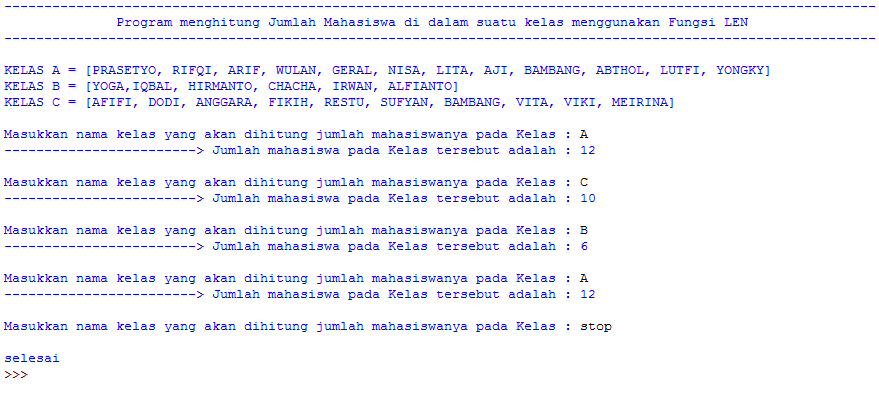 -------------------------------------------------------------------------------------------------------------
Program menghitung Jumlah Mahasiswa di dalam suatu kelas menggunakan Fungsi LEN
-------------------------------------------------------------------------------------------------------------
KELAS A = [PRASETYO, RIFQI, ARIF, WULAN, GERAL, NISA, LITA, AJI, BAMBANG, ABTHOL, LUTFI, YONGKY]
KELAS B = [YOGA,IQBAL, HIRMANTO, CHACHA, IRWAN, ALFIANTO]
KELAS C = [AFIFI, DODI, ANGGARA, FIKIH, RESTU, SUFYAN, BAMBANG, VITA, VIKI, MEIRINA]
Masukkan nama kelas yang akan dihitung jumlah mahasiswanya pada Kelas : A
------------------------> Jumlah mahasiswa pada Kelas tersebut adalah : 12
Masukkan nama kelas yang akan dihitung jumlah mahasiswanya pada Kelas : C
------------------------> Jumlah mahasiswa pada Kelas tersebut adalah : 10
Masukkan nama kelas yang akan dihitung jumlah mahasiswanya pada Kelas : B
------------------------> Jumlah mahasiswa pada Kelas tersebut adalah : 6
Masukkan nama kelas yang akan dihitung jumlah mahasiswanya pada Kelas : A
------------------------> Jumlah mahasiswa pada Kelas tersebut adalah : 12
Masukkan nama kelas yang akan dihitung jumlah mahasiswanya pada Kelas : stop
selesai
>>>